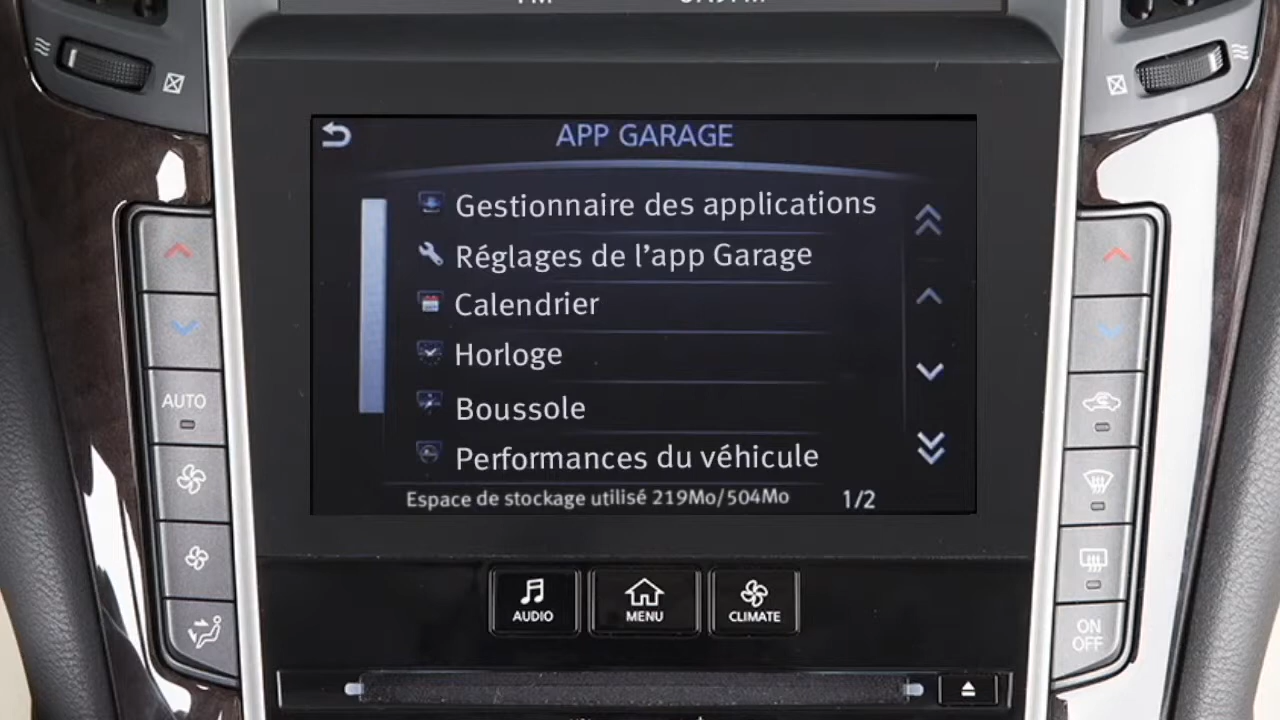 APP GARAGE
Gestionnaire des applications
Réglages de l'app Garage
Calendrier
Horloge
Boussole
Performances du véhicule
Espace de stockage utilisé 219Mo/504Mo 1/2
AUTO
ON
OFF
AUDIO
MENU
CLIMATE